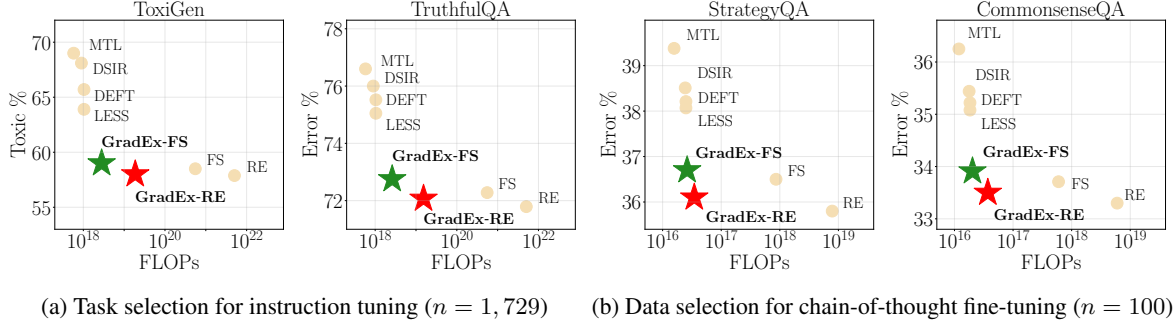 ToxiGen
70
65
60
55
Toxic %
MTL
DSIR
DEFT
LESS
GradEx-FS
FS
RE
GradEx-RE
10^18
10^20
10^22
FLOPs
TruthfulQA
78
76
74
72
Error %
MTL
DSIR
DEFT
LESS
GradEx-FS
FS
RE
GradEx-RE
10^18
10^20
10^22
FLOPs
StrategyQA
39
38
37
36
Error %
MTL
DSIR
DEFT
LESS
GradEx-FS
FS
RE
GradEx-RE
10^16
10^17
10^18
10^19
FLOPs
CommonsenseQA
36
35
34
33
Error %
MTL
DSIR
DEFT
LESS
GradEx-FS
FS
RE
GradEx-RE
10^16
10^17
10^18
10^19
FLOPs
(a) Task selection for instruction tuning (n = 1, 729)
(b) Data selection for chain-of-thought fine-tuning (n = 100)